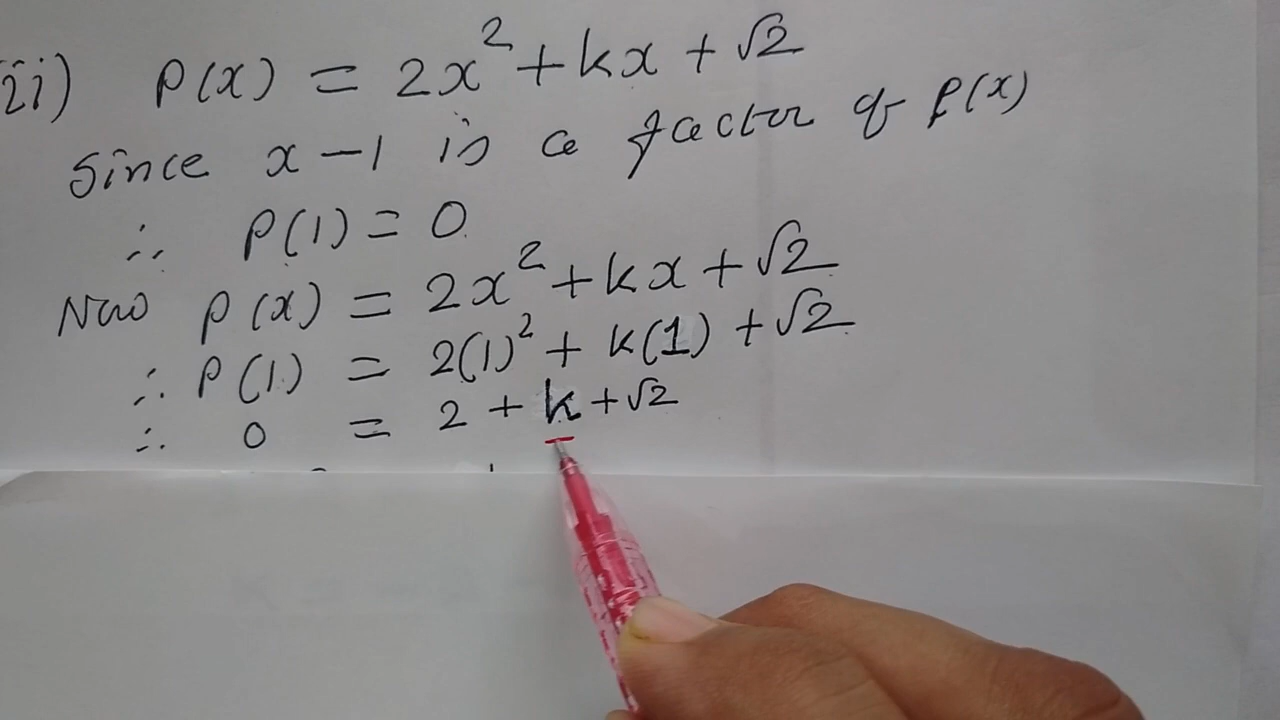 ii) P(x) = 2x² + kx + √2
Since x - 1 is a factor of P(x)
∴ P(1) = 0
Now P(x) = 2x² + kx + √2
∴ P(1) = 2(1)² + k(1) + √2
∴ 0 = 2 + k + √2